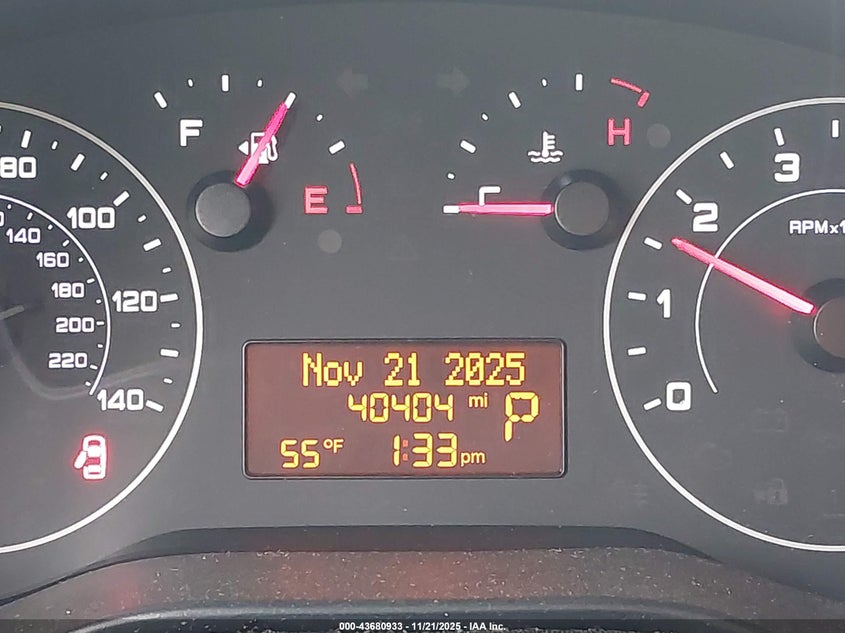 F
E
C
H
80
100
120
140
140
160
180
200
220
3
2
1
0
RPMx1
Nov 21 2025
40404 mi
P
55°F 1:33pm
000-43680933 - 11/21/2025 - IAA Inc.